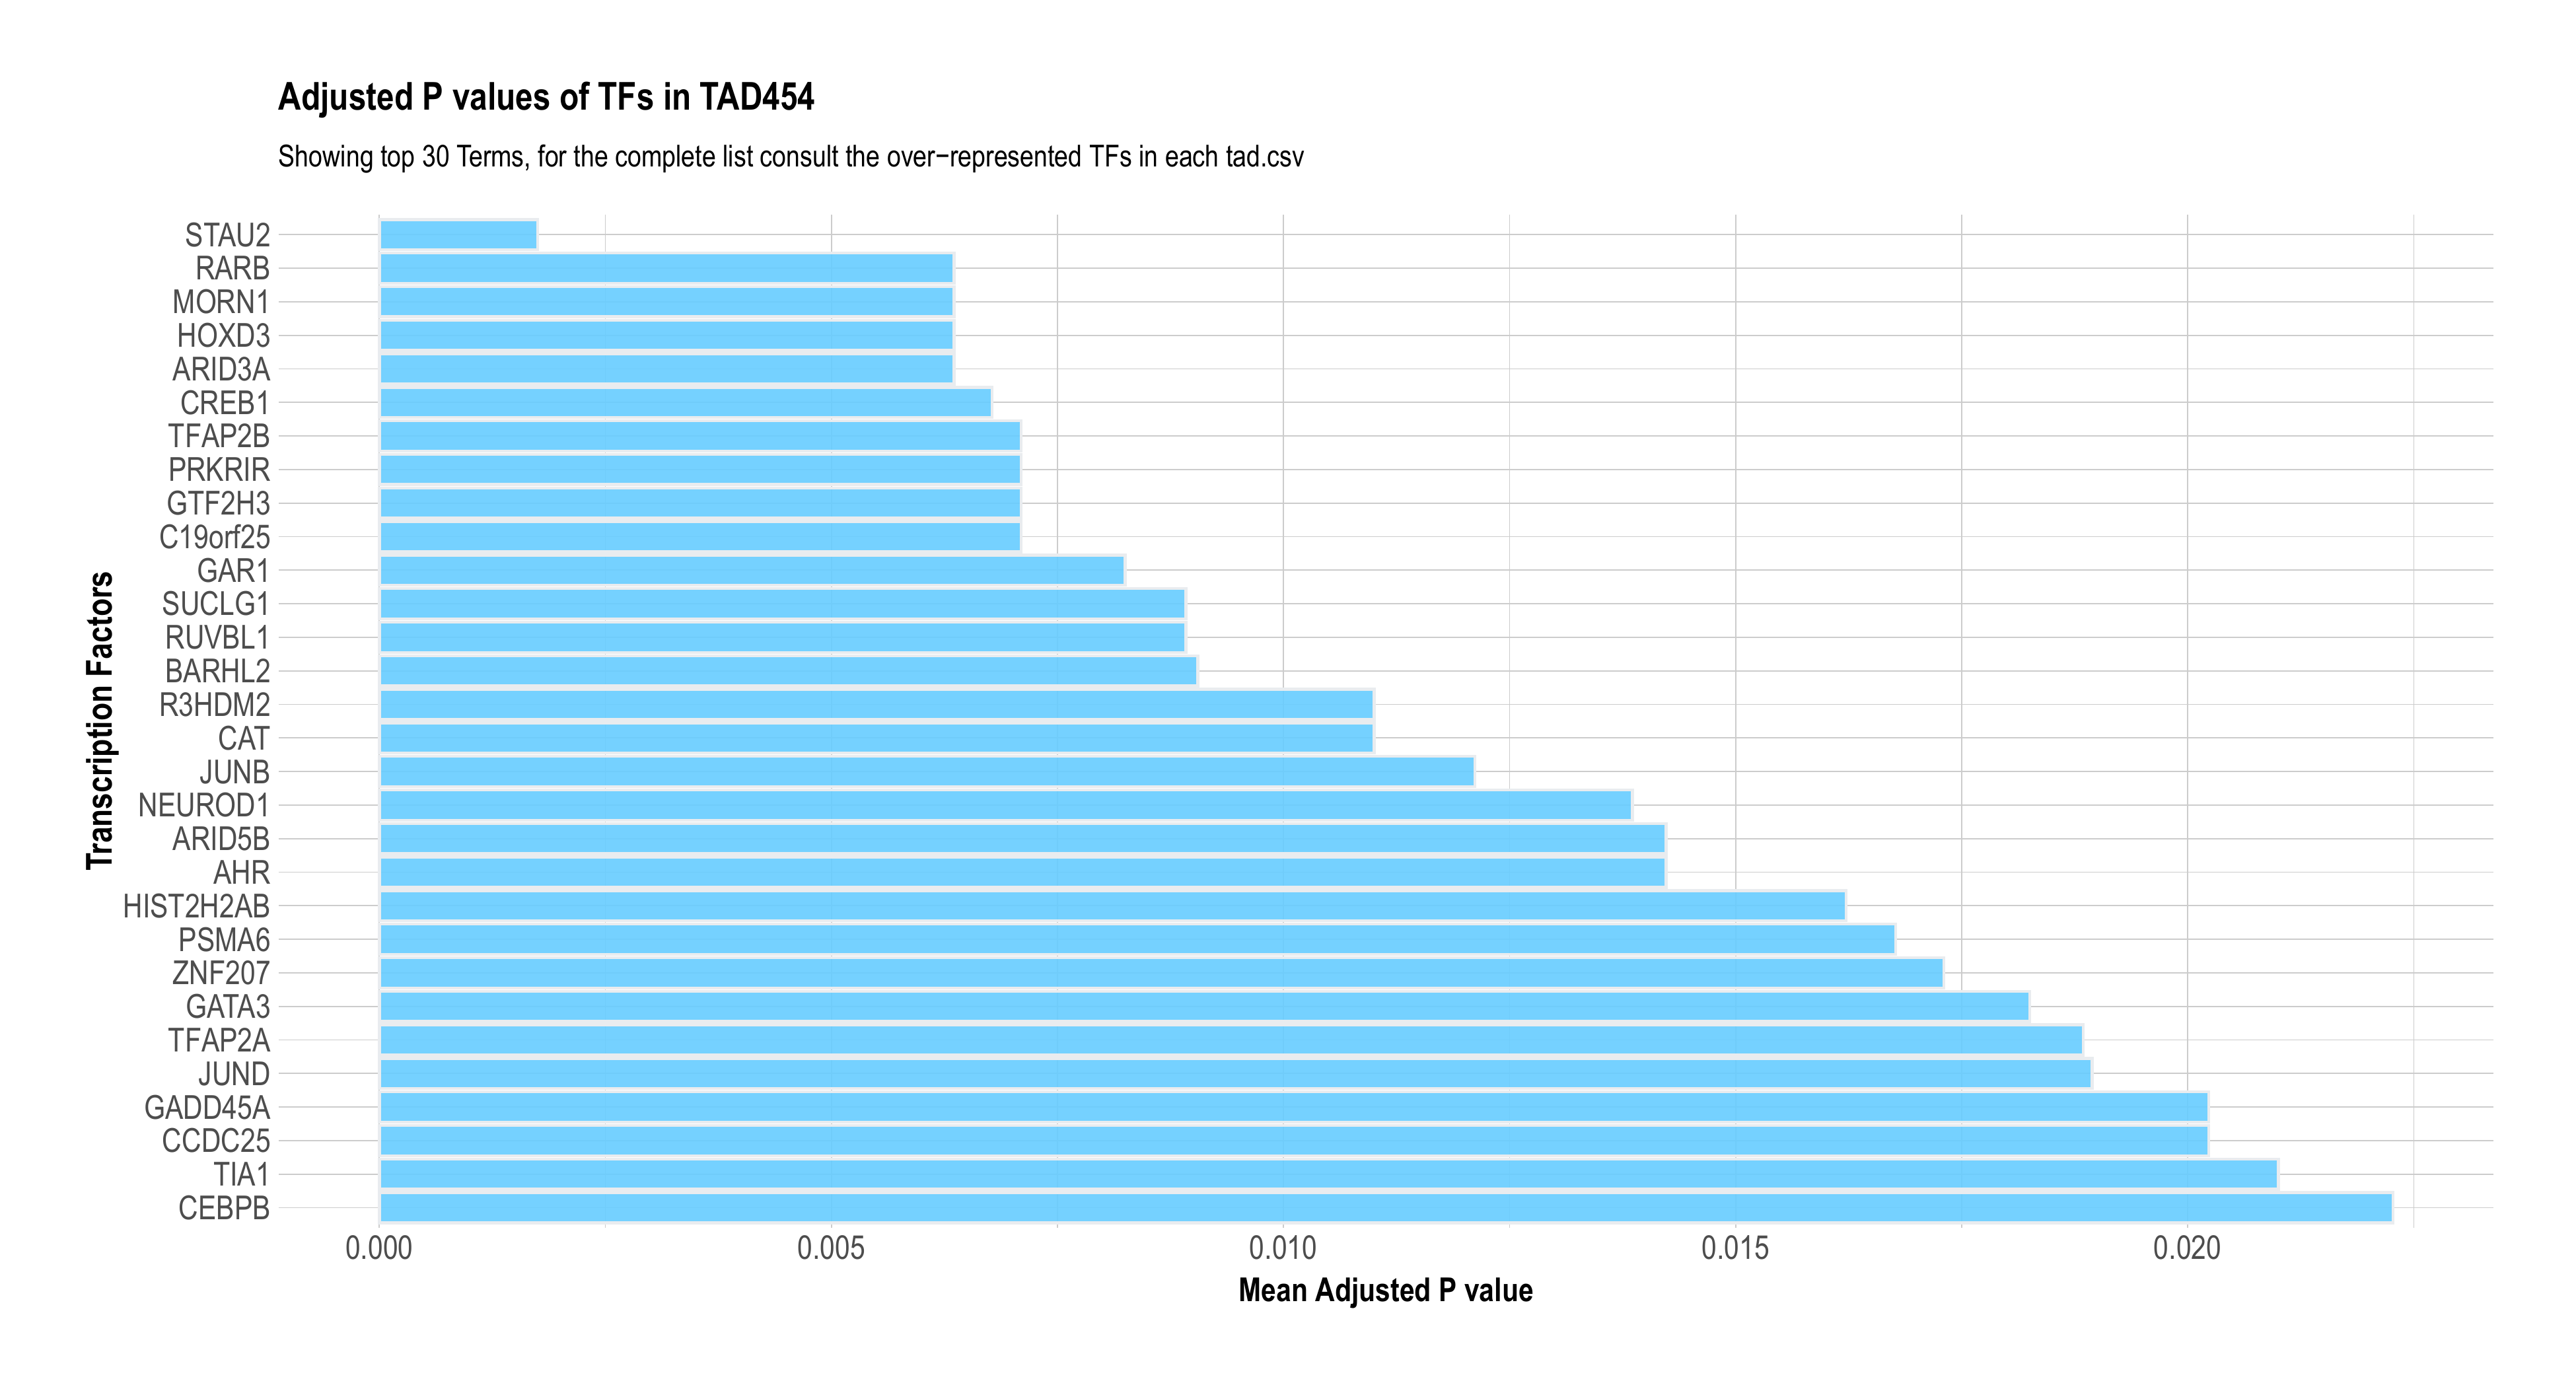 Adjusted P values of TFs in TAD454
Showing top 30 Terms, for the complete list consult the over−represented TFs in each tad.csv
Transcription Factors
STAU2
RARB
MORN1
HOXD3
ARID3A
CREB1
TFAP2B
PRKRIR
GTF2H3
C19orf25
GAR1
SUCLG1
RUVBL1
BARHL2
R3HDM2
CAT
JUNB
NEUROD1
ARID5B
AHR
HIST2H2AB
PSMA6
ZNF207
GATA3
TFAP2A
JUND
GADD45A
CCDC25
TIA1
CEBPB
0.000 0.005 0.010 0.015 0.020
Mean Adjusted P value